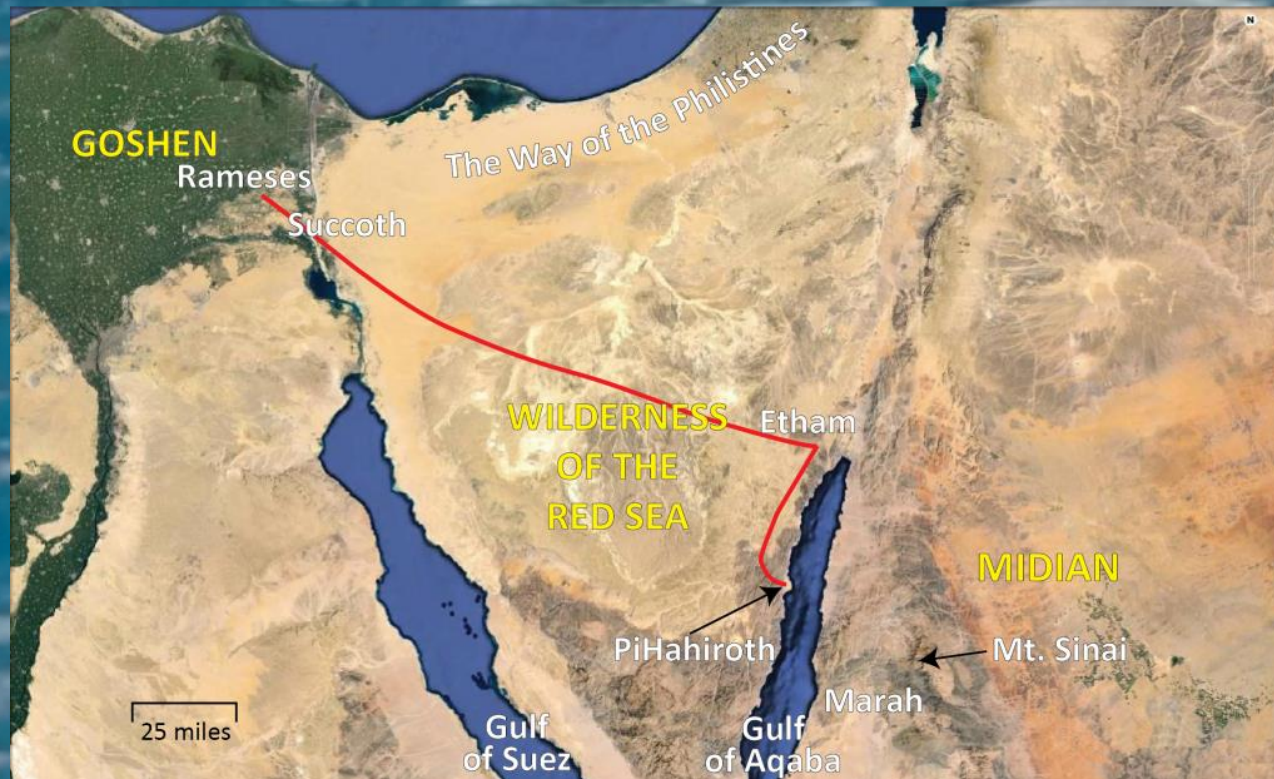 N
The Way of the Philistines
GOSHEN
Rameses
Succoth
Etham
WILDERNESS
OF THE
RED SEA
MIDIAN
PiHahiroth
Mt. Sinai
Marah
25 miles
Gulf
of Suez
Gulf
of Aqaba